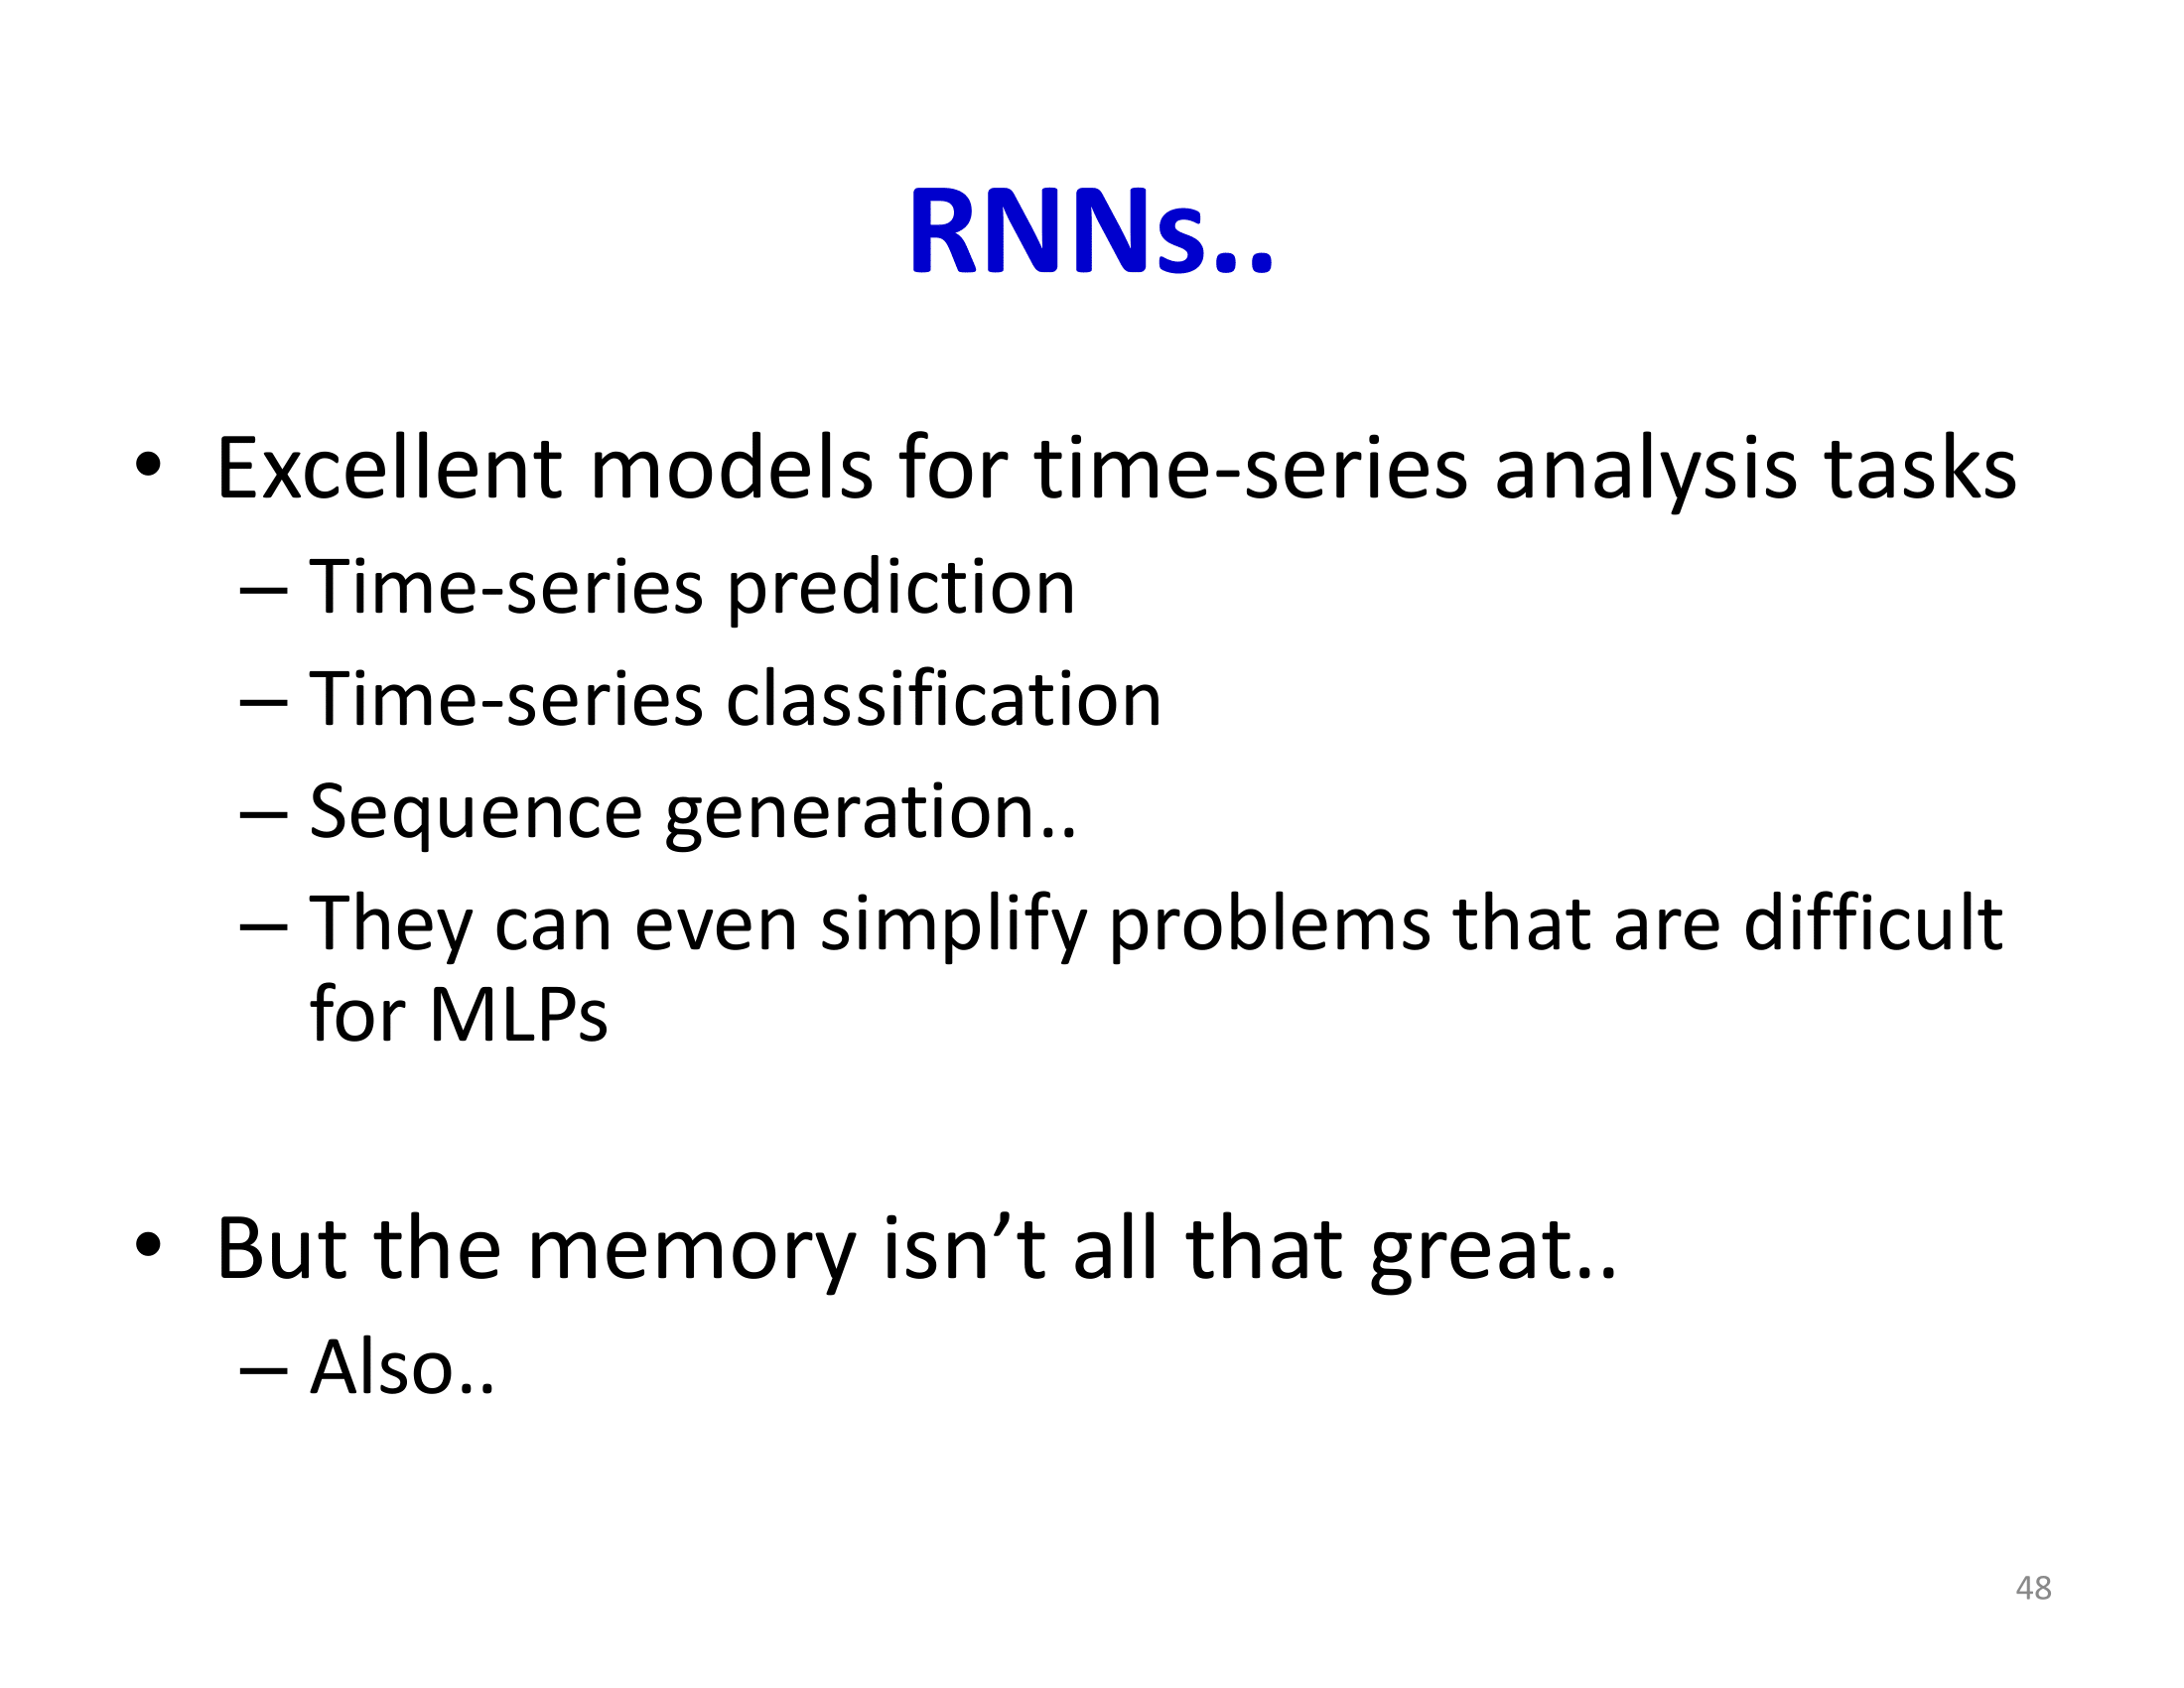 RNNs..
• Excellent models for time-series analysis tasks
– Time-series prediction
– Time-series classification
– Sequence generation..
– They can even simplify problems that are difficult
for MLPs
• But the memory isn’t all that great..
– Also..
48